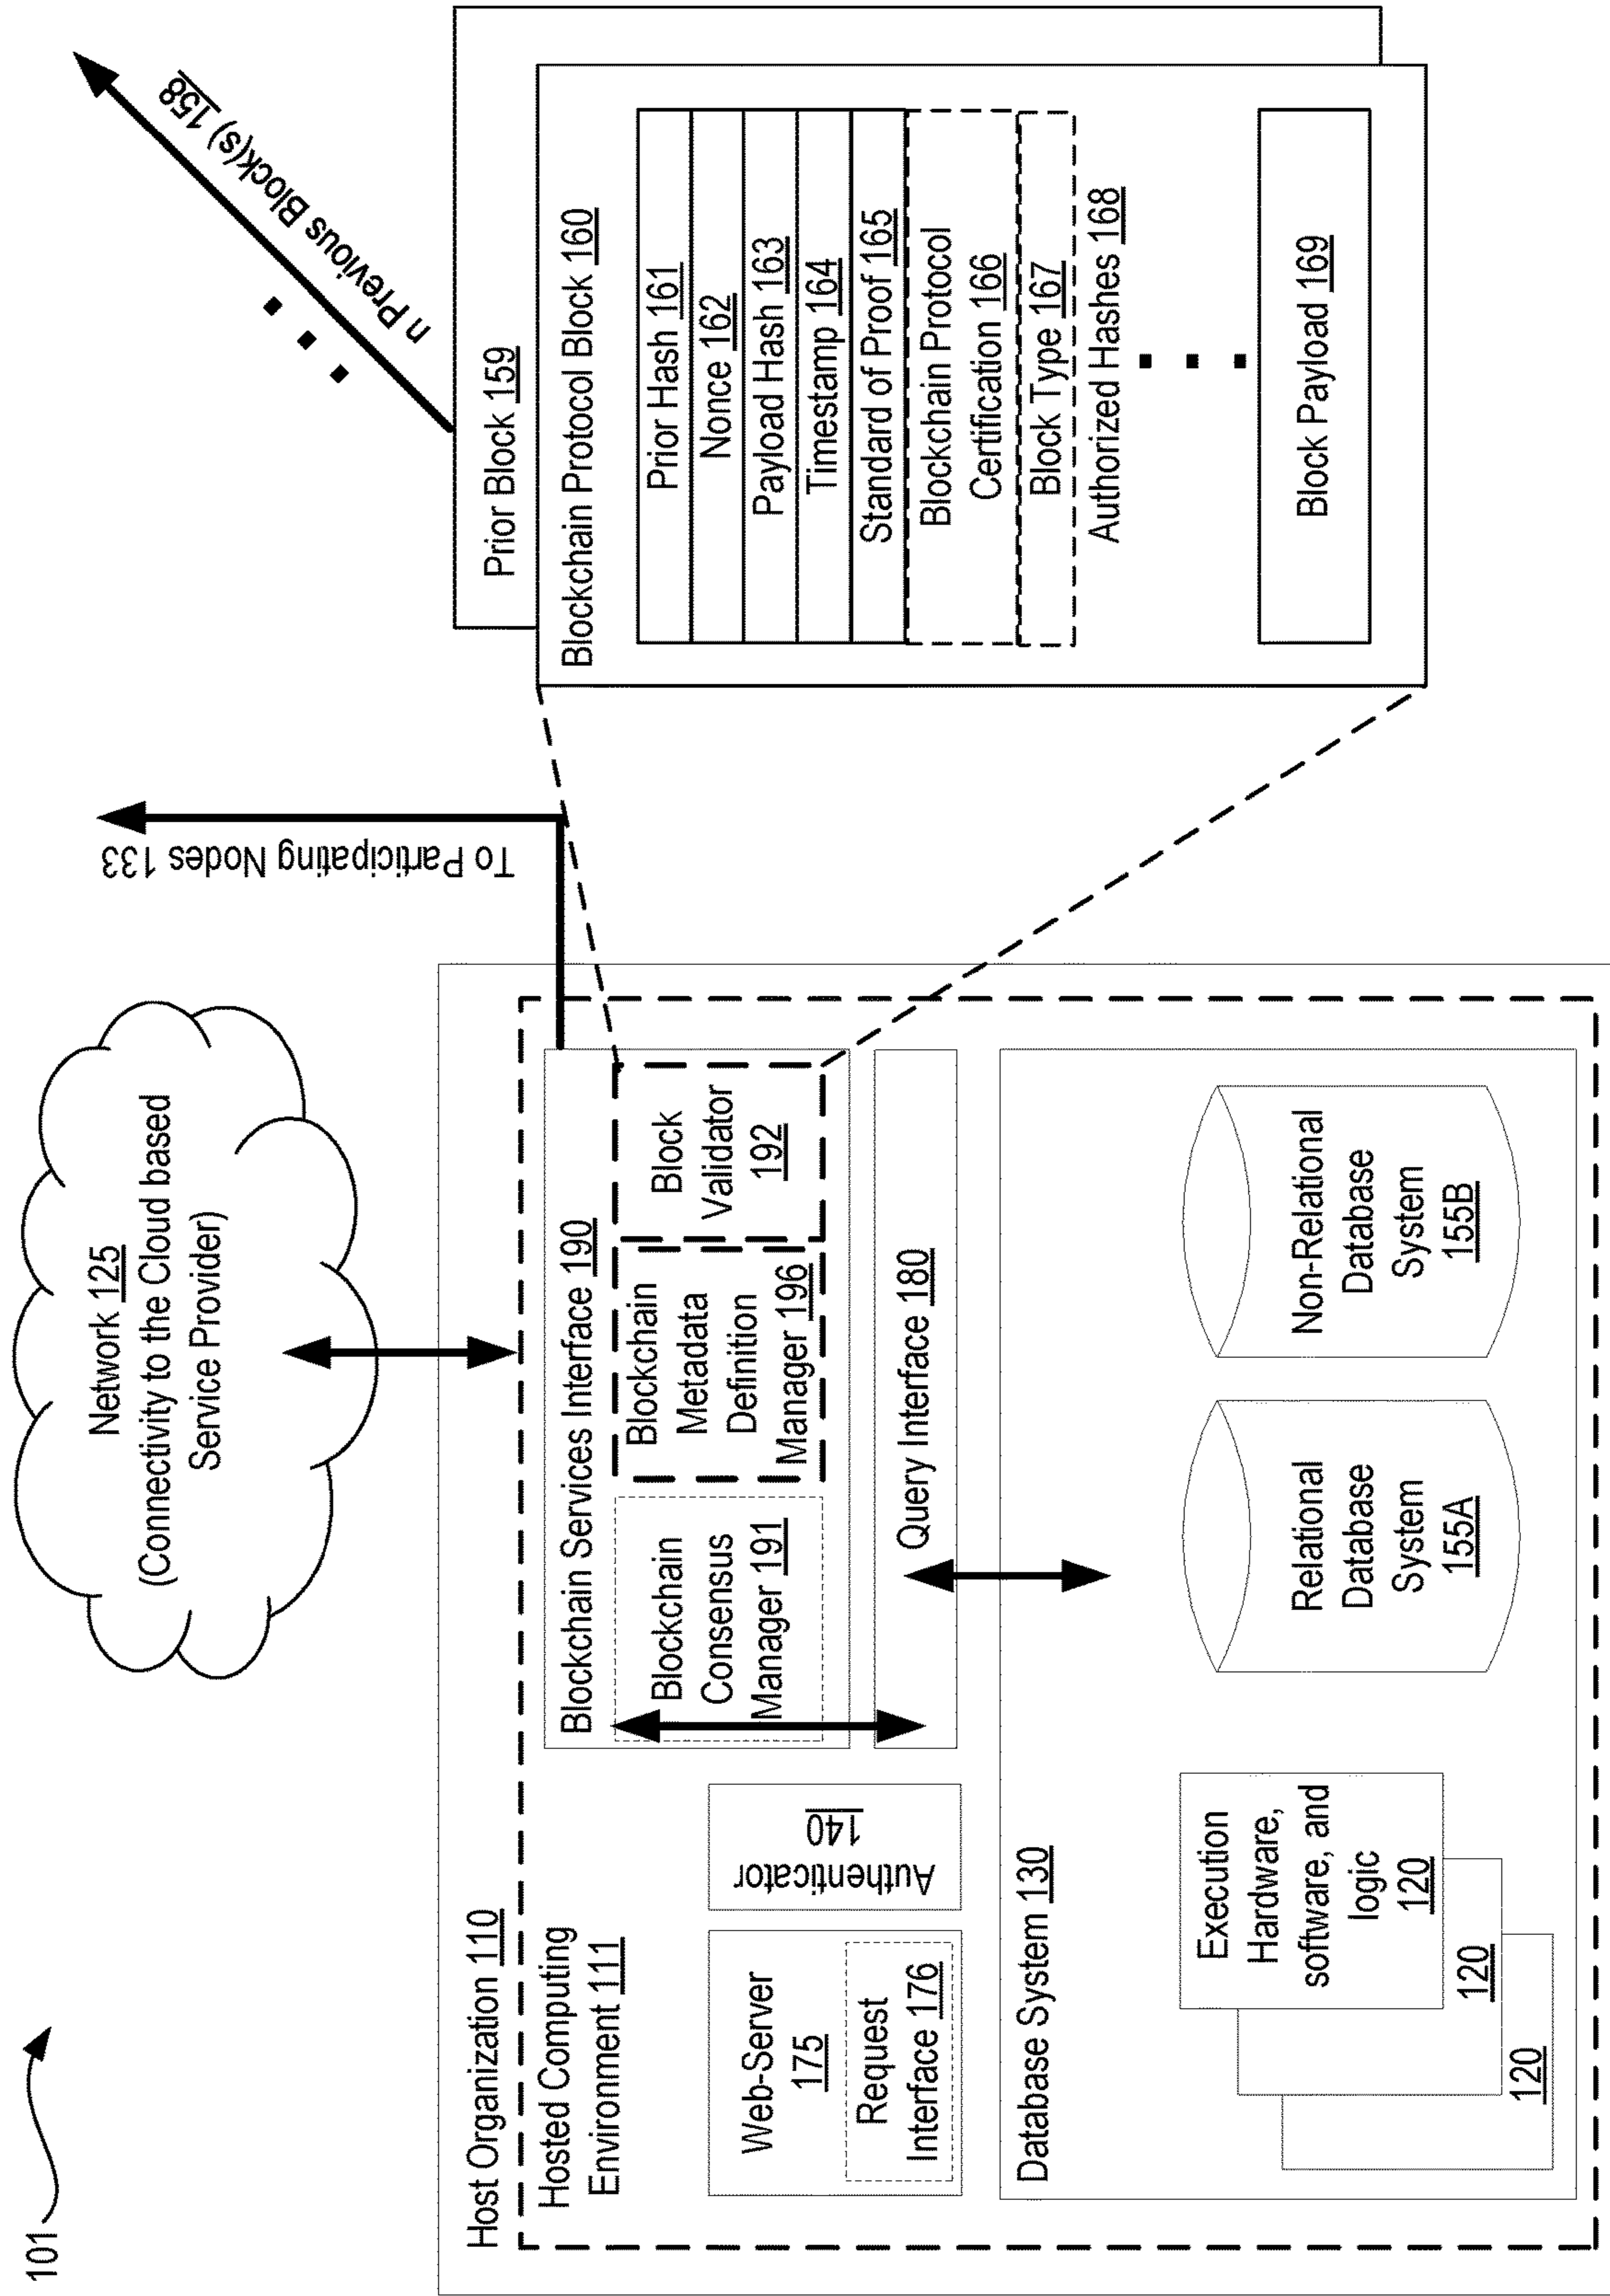 101
Network 125
(Connectivity to the Cloud based
Service Provider)
To Participating Nodes 133
n Previous Block(s) 158
Host Organization 110
Hosted Computing
Environment 111
Web-Server
175
Request
Interface 176
Authenticator
140
Blockchain Services Interface 190
Blockchain
Consensus
Manager 191
Blockchain
Metadata
Definition
Manager 196
Block
Validator
192
Query Interface 180
Database System 130
Execution
Hardware,
software, and
logic
120
120
120
Relational
Database
System
155A
Non-Relational
Database
System
155B
Prior Block 159
Blockchain Protocol Block 160
Prior Hash 161
Nonce 162
Payload Hash 163
Timestamp 164
Standard of Proof 165
Blockchain Protocol
Certification 166
Block Type 167
Authorized Hashes 168
Block Payload 169